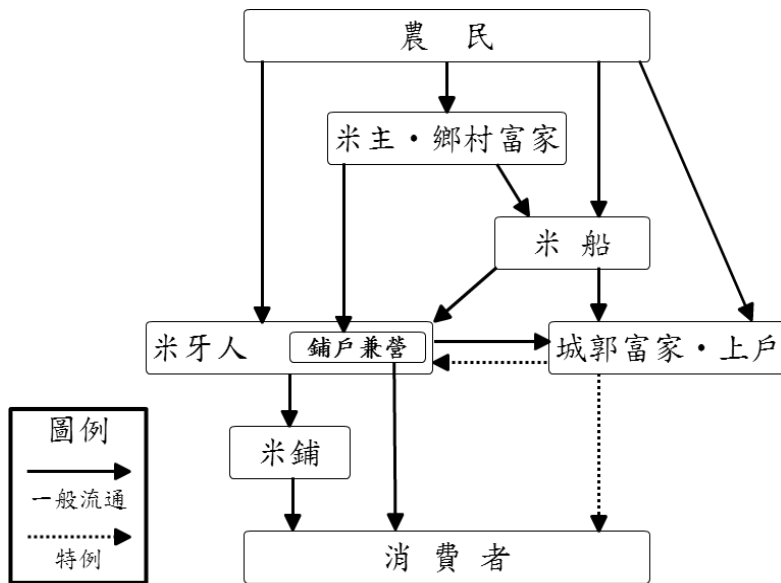 農 民
米主・鄉村富家
米 船
米牙人
鋪戶兼營
城郭富家・上戶
圖例
一般流通
特例
米鋪
消 費 者